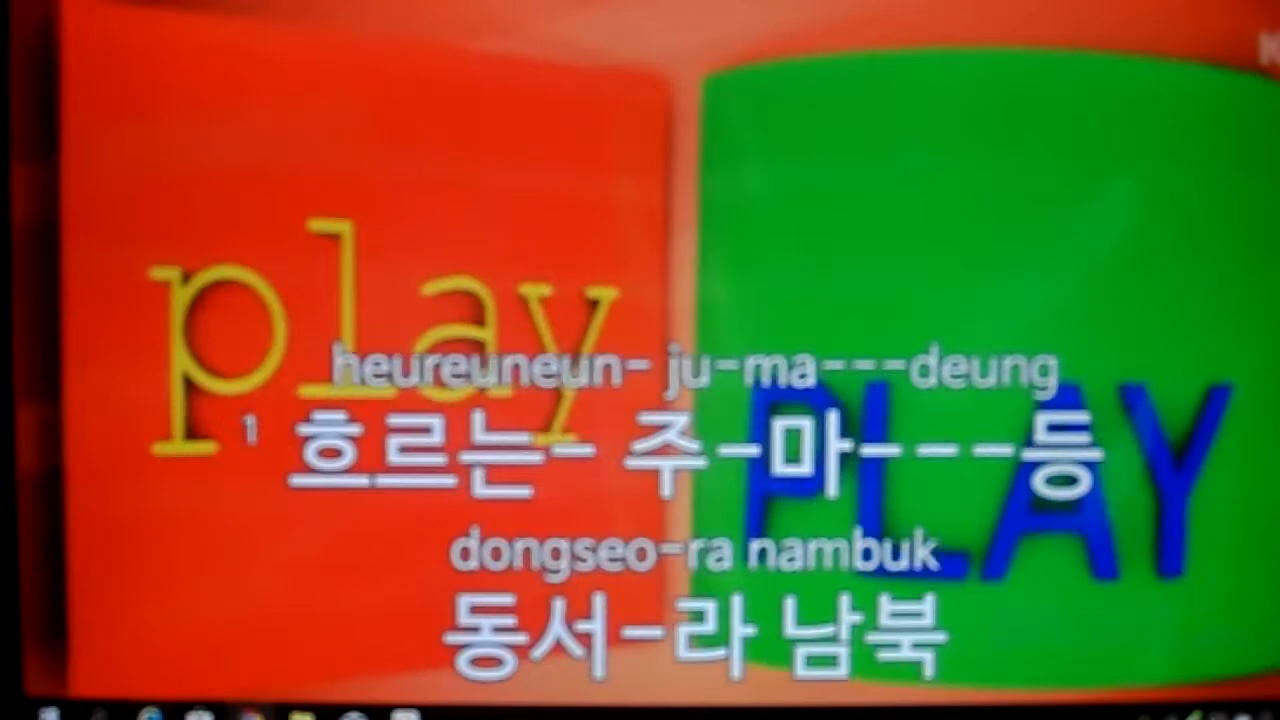 play
PLAY
heureuneun- ju-ma---deung
1 흐르는- 주-마---등
dongseo-ra nambuk
동서-라 남북